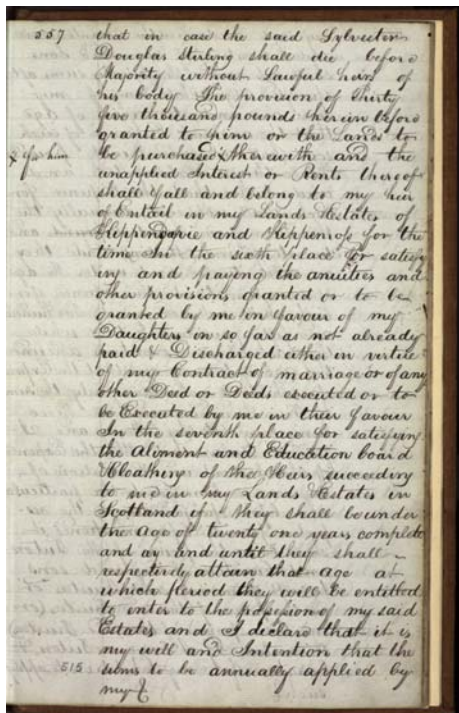 557
that in case the said Sylvester
Douglas Stirling shall die before
Majority without Lawful heirs of
his body The provision of Thirty
five thousand pounds herein before
granted to him or the Lands to
& for him
be purchased therewith and the
unapplied Interest or Rents thereof
shall fall and belong to my heir
of Entail in my Lands & Estates of
Kippendavie and Kippenross for the
time In the sixth place for satisfy
ing and paying the anuities and
other provisions granted or to be
granted by me in favour of my
Daughters in so far as not already
paid & Discharged either in virtue
of my Contract of marriage or of any
other Deed or Deeds executed or to
be Executed by me in their favour
In the seventh place for satisfying
the Aliment and Education board
& Cloathing of the Heirs succeeding
to me in my Lands & Estates in
Scotland if they shall be under
the age of twenty one years complete
and ay and until they shall
respectively attain that age at
which period they will be entitled
to enter to the possession of my said
Estates and I declare that it is
my will and Intention that the
515
sums to be annually applied by
my